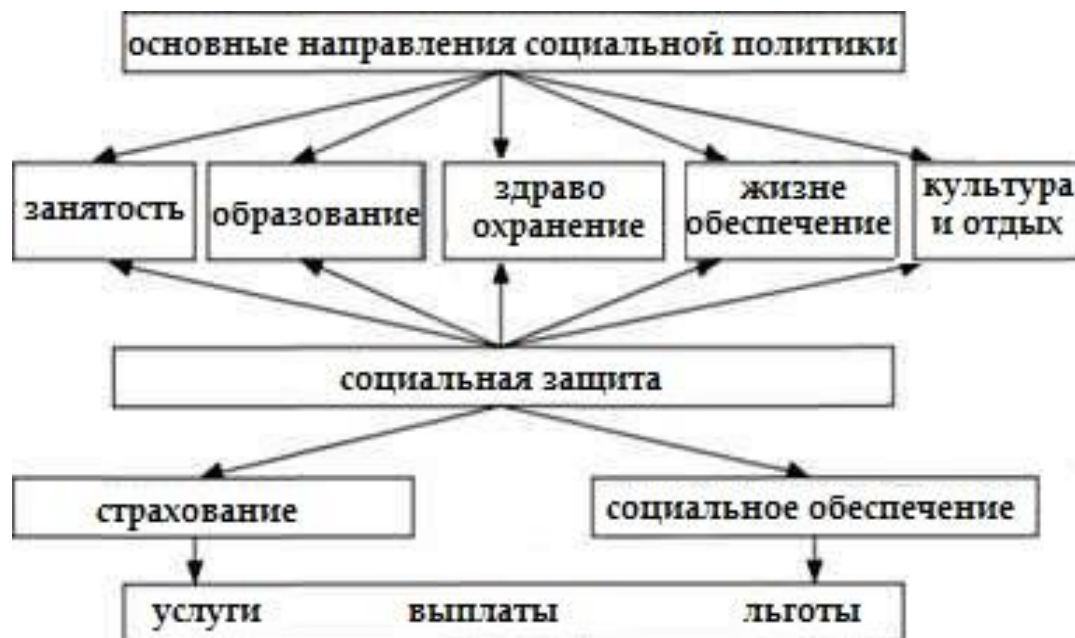 основные направления социальной политики
занятость
образование
здраво
охранение
жизне
обеспечение
культура
и отдых
социальная защита
страхование
социальное обеспечение
услуги выплаты льготы